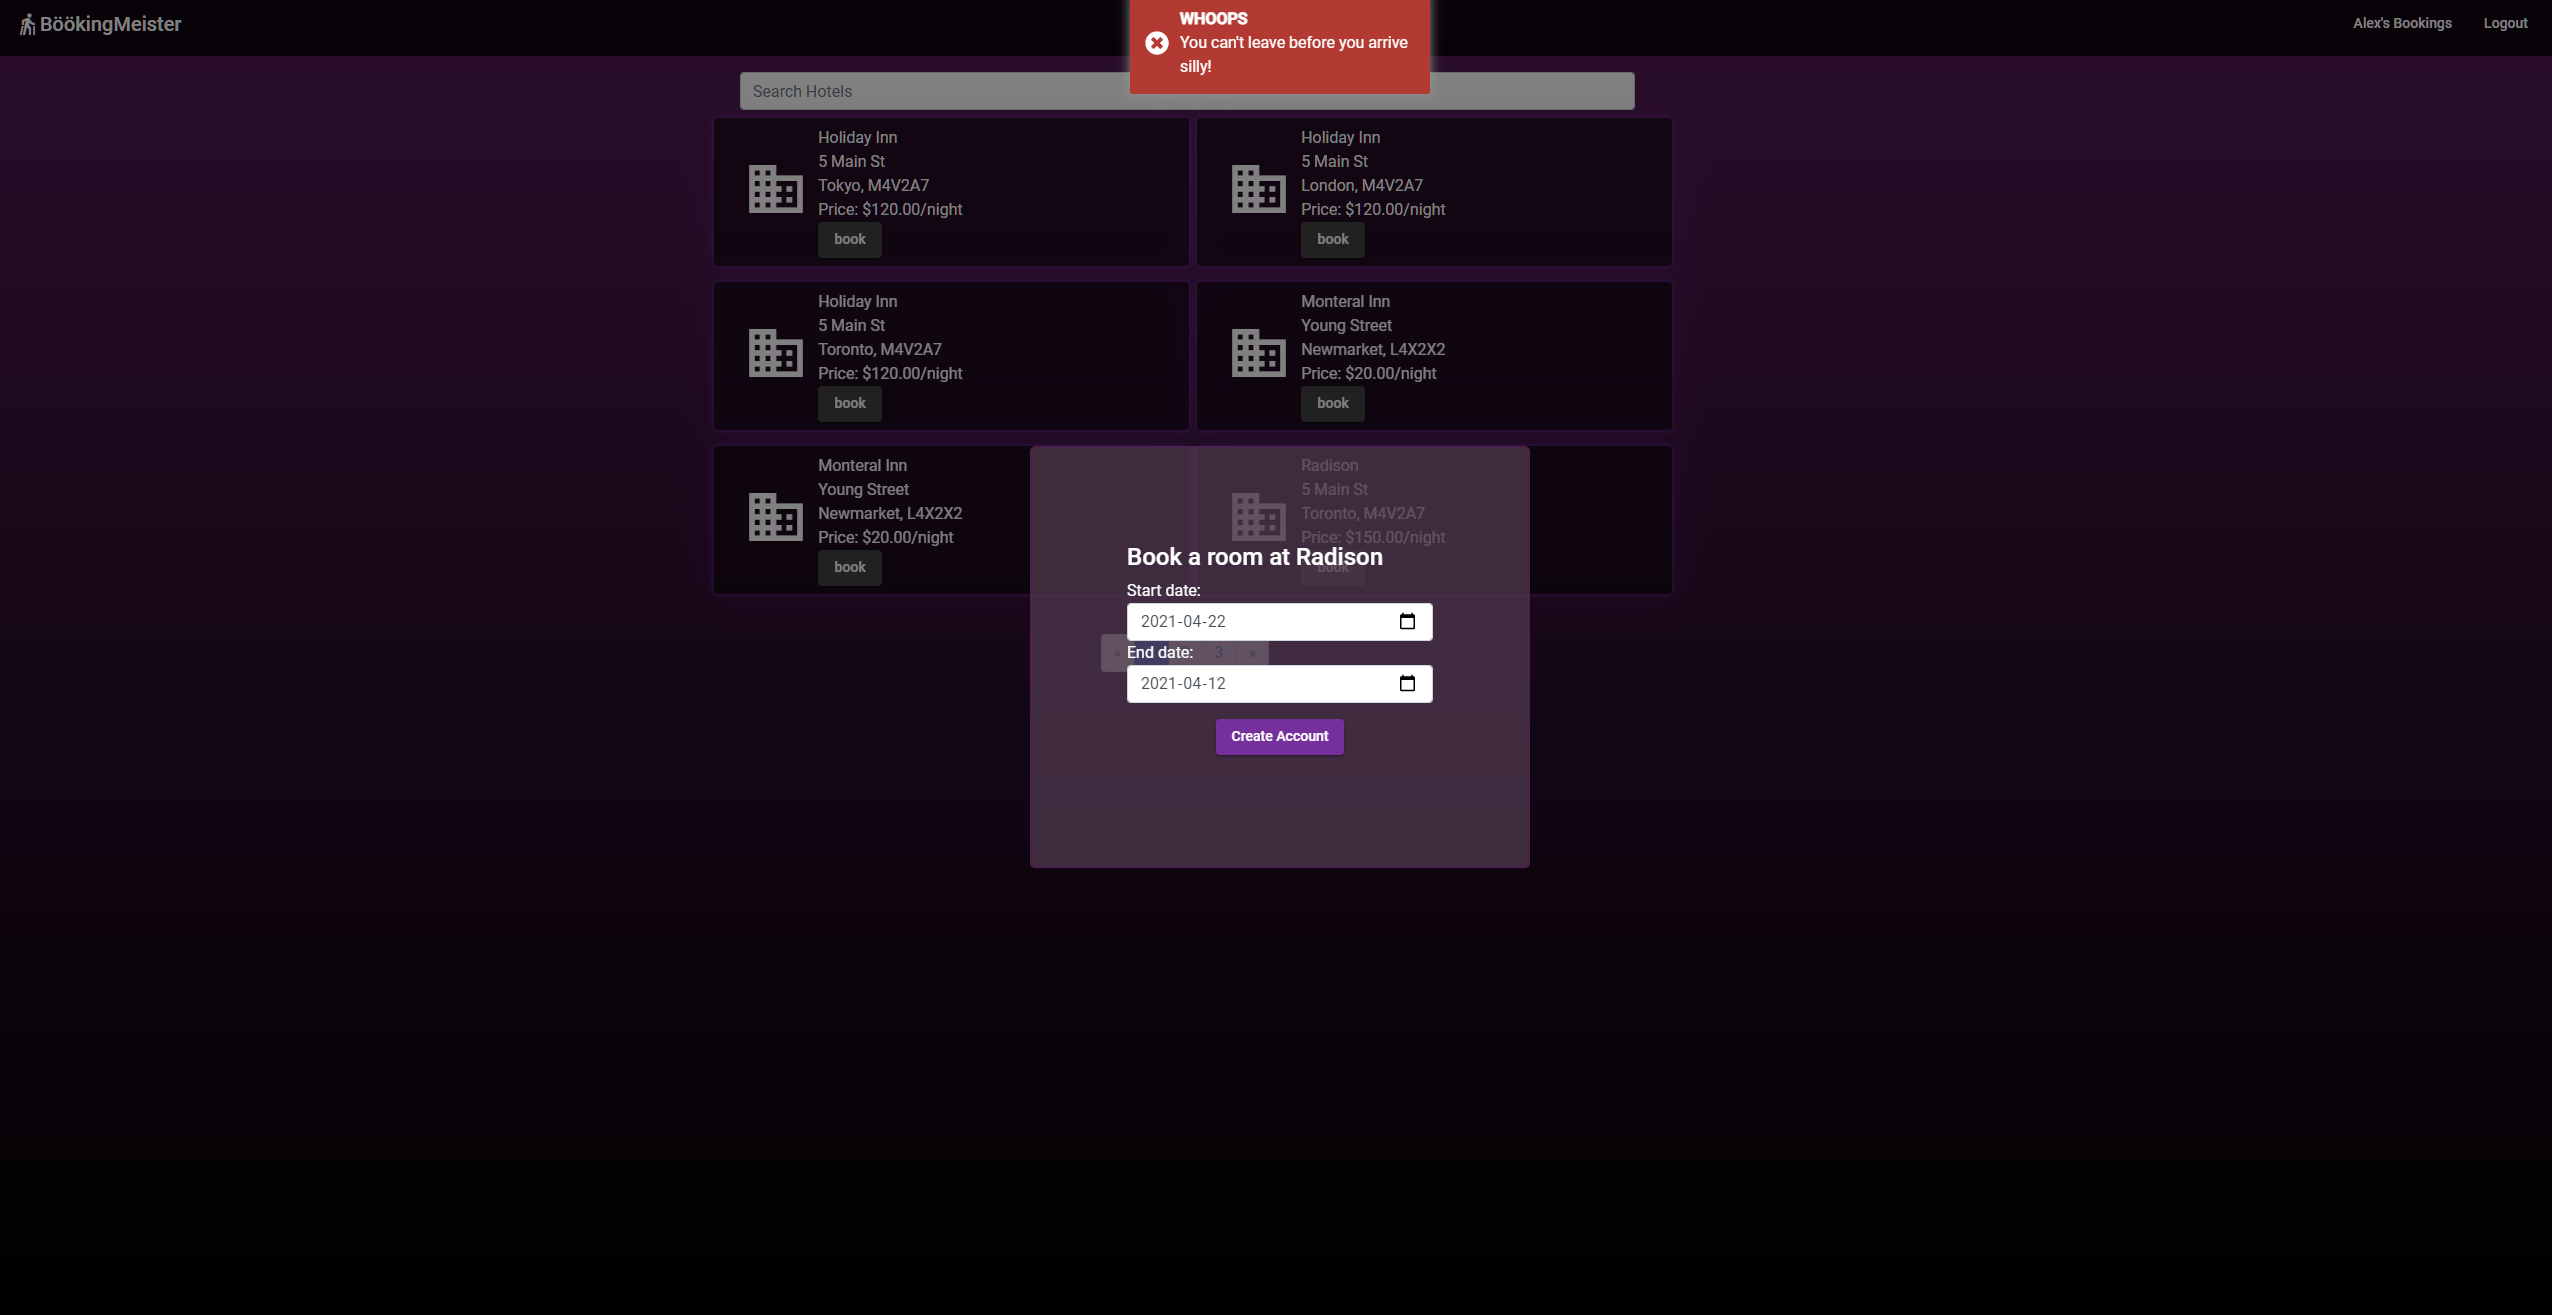 BöökingMeister
Alex's Bookings
Logout
WHOOPS
You can't leave before you arrive
silly!
Search Hotels
Holiday Inn
5 Main St
Tokyo, M4V2A7
Price: $120.00/night
book
Holiday Inn
5 Main St
London, M4V2A7
Price: $120.00/night
book
Holiday Inn
5 Main St
Toronto, M4V2A7
Price: $120.00/night
book
Monteral Inn
Young Street
Newmarket, L4X2X2
Price: $20.00/night
book
Monteral Inn
Young Street
Newmarket, L4X2X2
Price: $20.00/night
book
Radison
5 Main St
Toronto, M4V2A7
Price: $150.00/night
book
Book a room at Radison
Start date:
2021-04-22
« 3 »
End date:
2021-04-12
Create Account